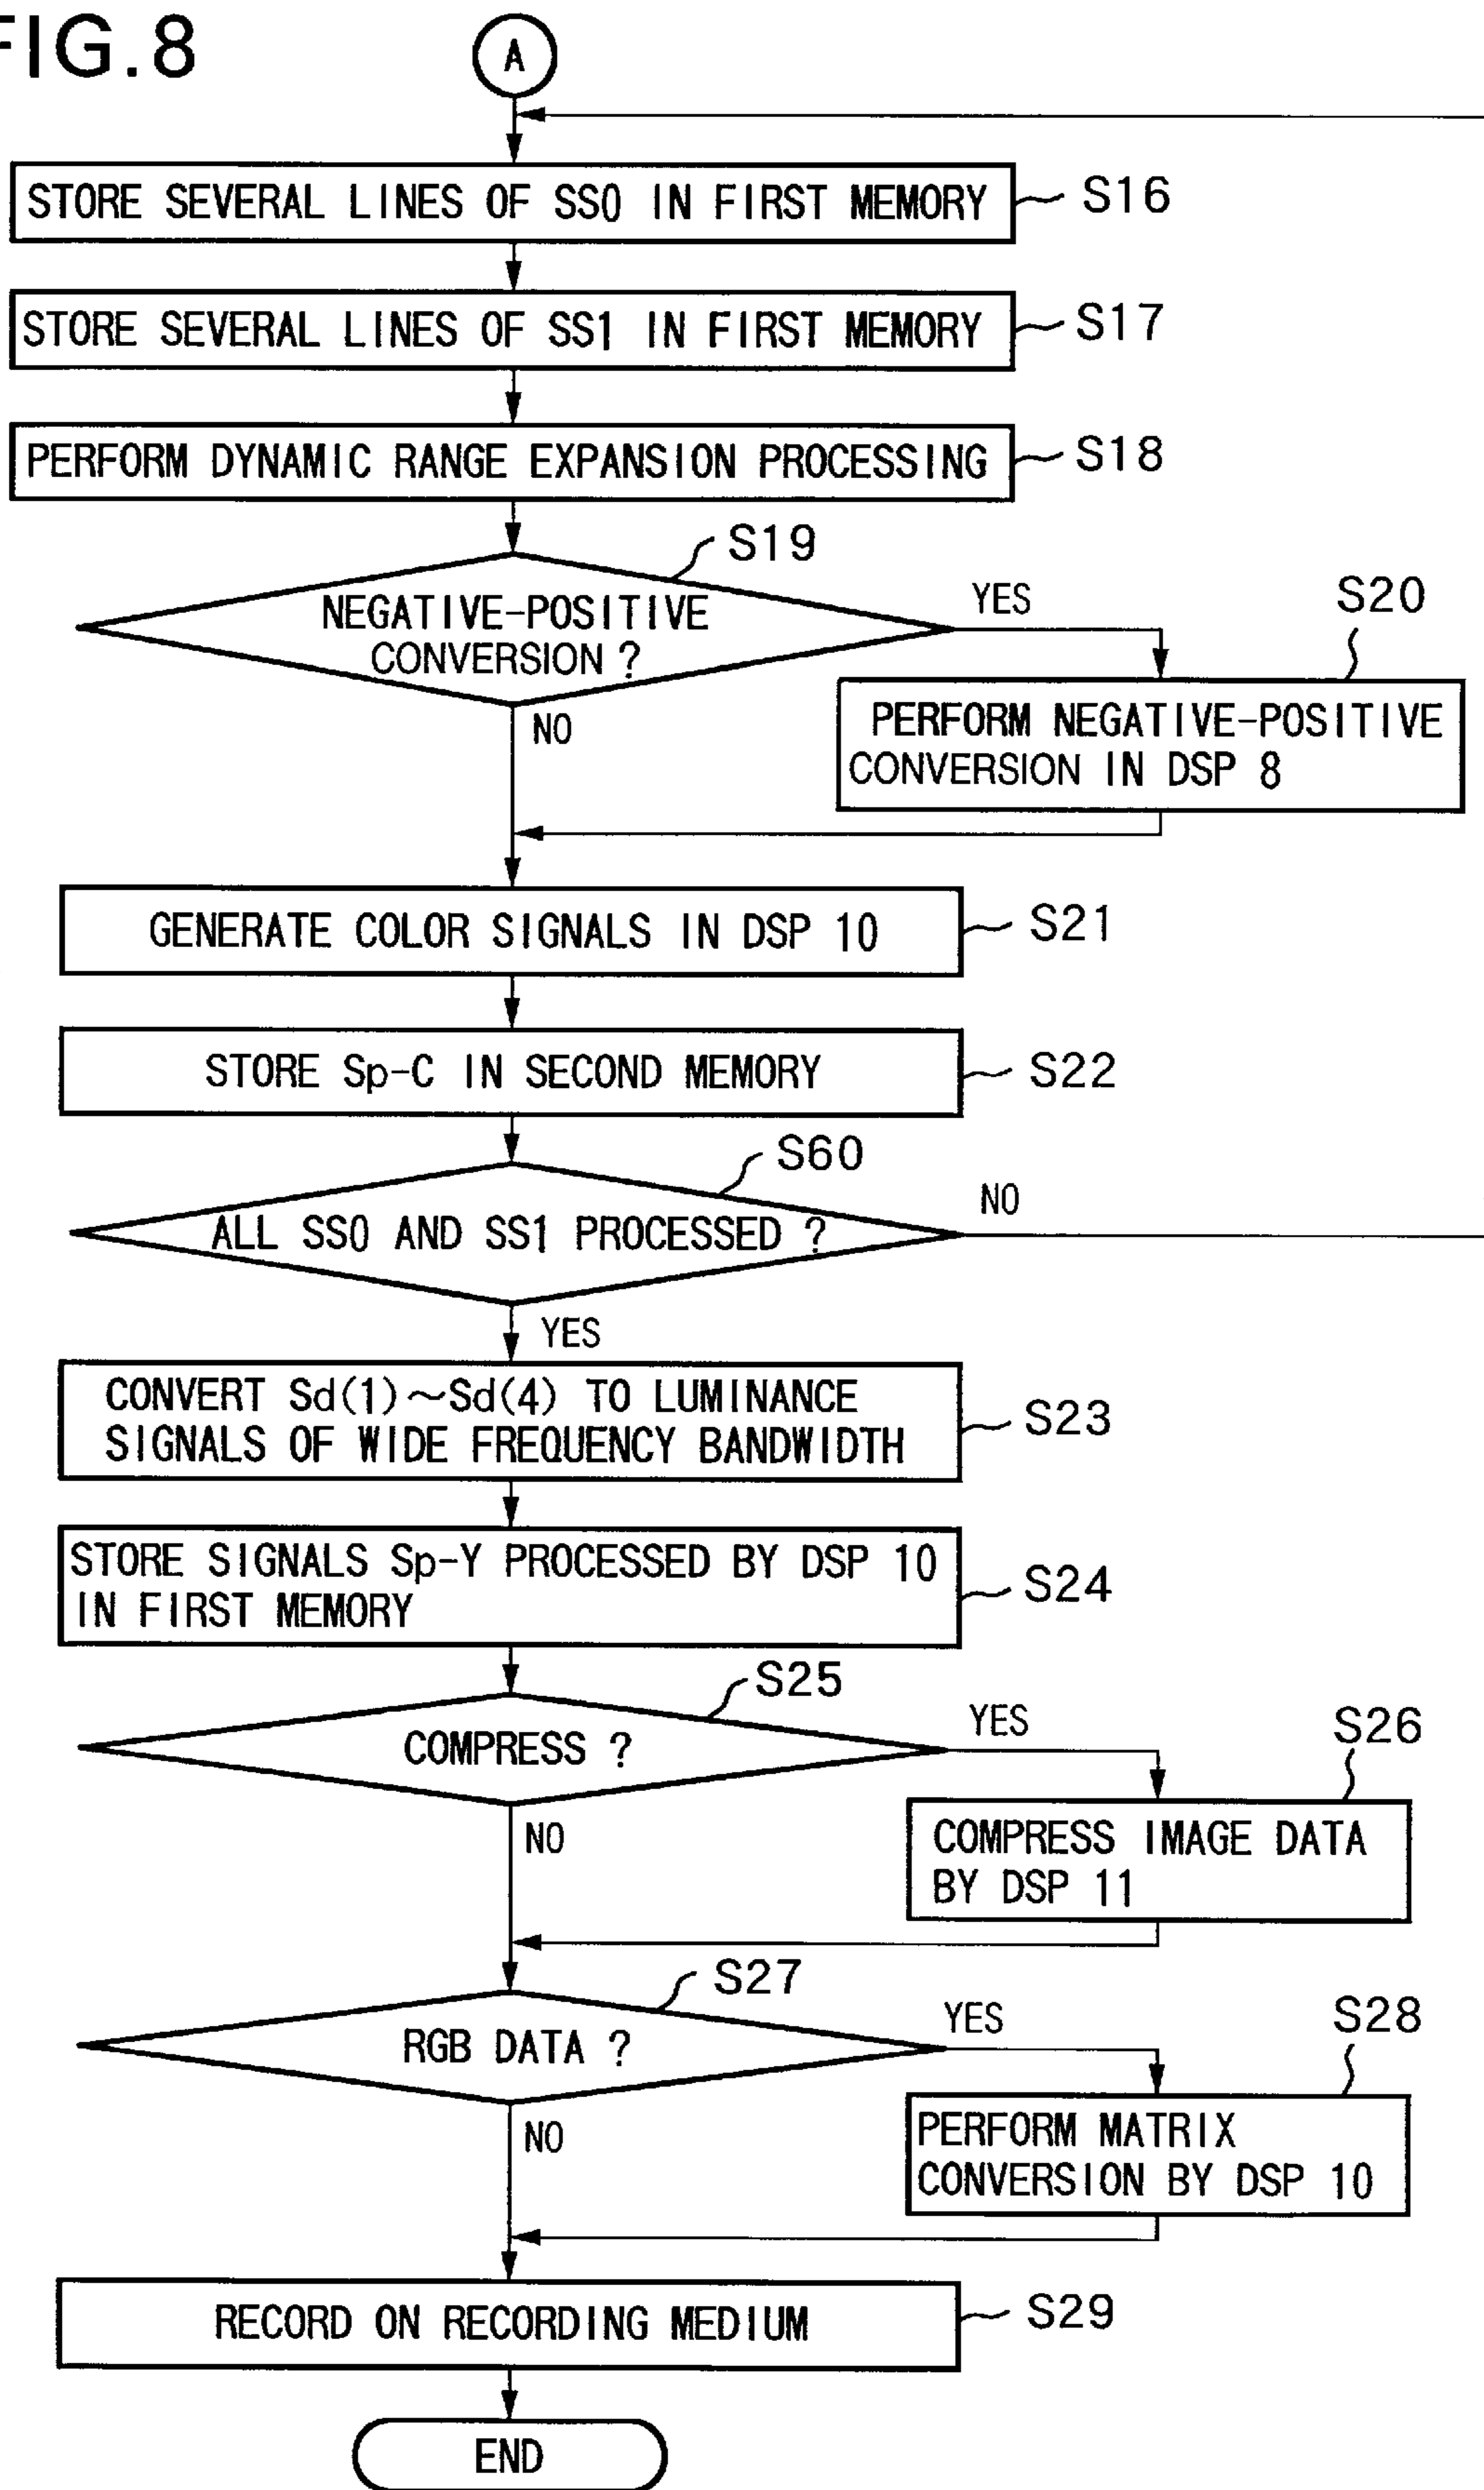 FIG.8
A
STORE SEVERAL LINES OF SS0 IN FIRST MEMORY
S16
STORE SEVERAL LINES OF SS1 IN FIRST MEMORY
S17
PERFORM DYNAMIC RANGE EXPANSION PROCESSING
S18
S19
NEGATIVE-POSITIVE
CONVERSION ?
YES
S20
PERFORM NEGATIVE-POSITIVE
CONVERSION IN DSP 8
NO
GENERATE COLOR SIGNALS IN DSP 10
S21
STORE Sp-C IN SECOND MEMORY
S22
S60
ALL SS0 AND SS1 PROCESSED ?
NO
YES
CONVERT Sd(1)~Sd(4) TO LUMINANCE
SIGNALS OF WIDE FREQUENCY BANDWIDTH
S23
STORE SIGNALS Sp-Y PROCESSED BY DSP 10
IN FIRST MEMORY
S24
S25
COMPRESS ?
YES
S26
COMPRESS IMAGE DATA
BY DSP 11
NO
S27
RGB DATA ?
YES
S28
PERFORM MATRIX
CONVERSION BY DSP 10
NO
RECORD ON RECORDING MEDIUM
S29
END